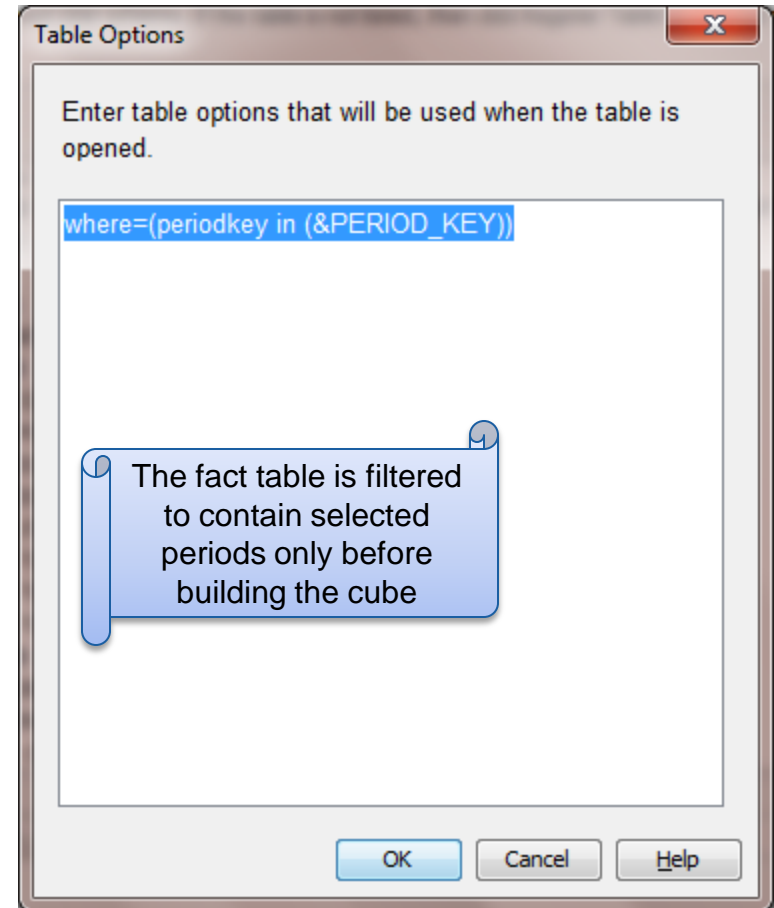 Table Options
Enter table options that will be used when the table is
opened.
where=(periodkey in (&PERIOD_KEY))
The fact table is filtered
to contain selected
periods only before
building the cube
OK Cancel Help